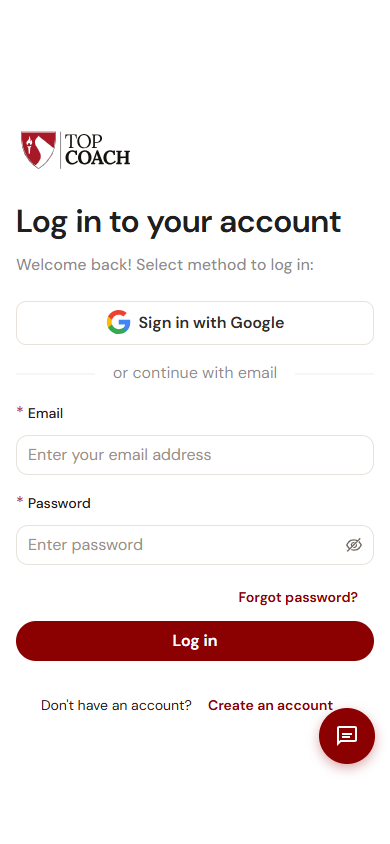 TOP
COACH
Log in to your account
Welcome back! Select method to log in:
Sign in with Google
or continue with email
* Email
Enter your email address
* Password
Enter password
Forgot password?
Log in
Don't have an account? Create an account